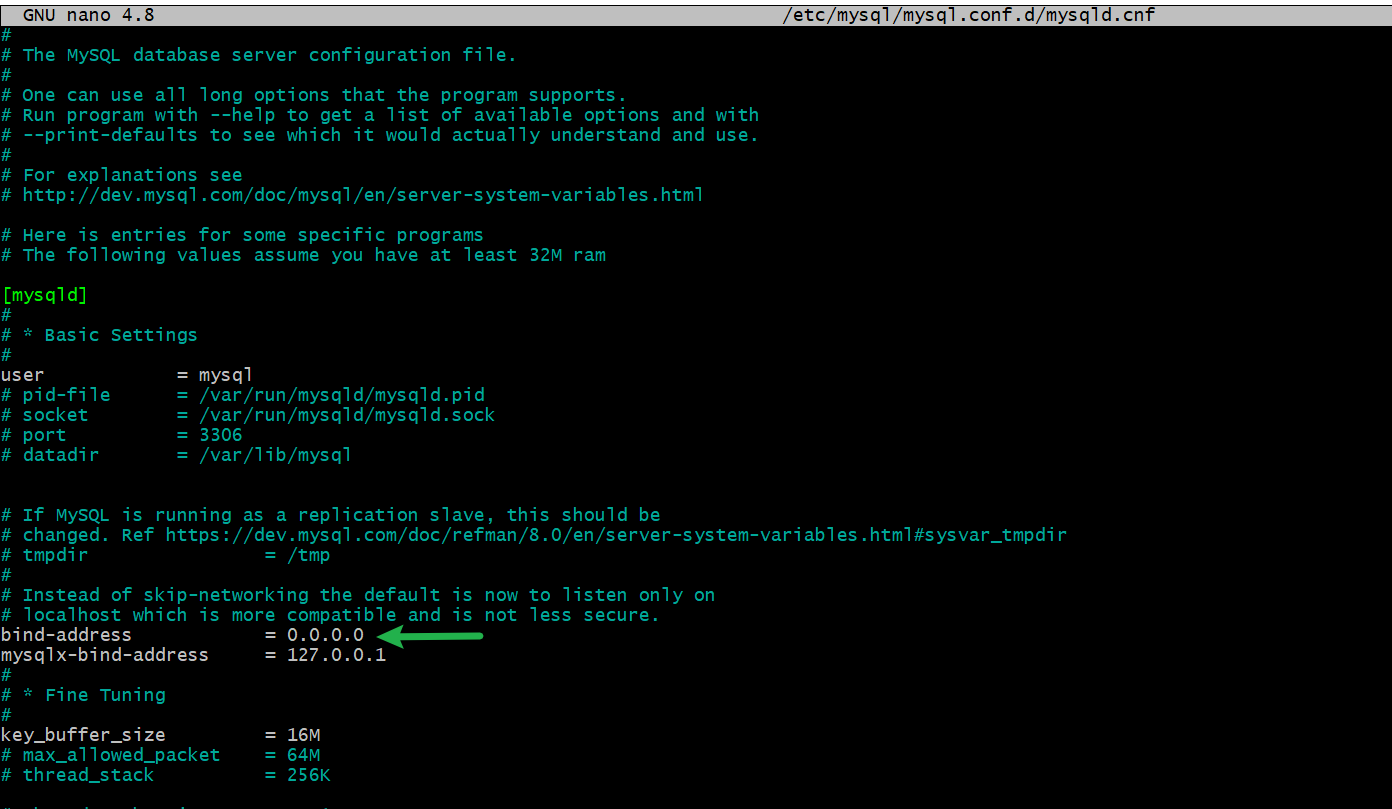 GNU nano 4.8 /etc/mysql/mysql.conf.d/mysqld.cnf
#
# The MySQL database server configuration file.
#
# One can use all long options that the program supports.
# Run program with --help to get a list of available options and with
# --print-defaults to see which it would actually understand and use.
#
# For explanations see
# http://dev.mysql.com/doc/mysql/en/server-system-variables.html
# Here is entries for some specific programs
# The following values assume you have at least 32M ram
[mysqld]
#
# * Basic Settings
#
user = mysql
# pid-file = /var/run/mysqld/mysqld.pid
# socket = /var/run/mysqld/mysqld.sock
# port = 3306
# datadir = /var/lib/mysql
# If MySQL is running as a replication slave, this should be
# changed. Ref https://dev.mysql.com/doc/refman/8.0/en/server-system-variables.html#sysvar_tmpdir
# tmpdir = /tmp
#
# Instead of skip-networking the default is now to listen only on
# localhost which is more compatible and is not less secure.
bind-address = 0.0.0.0
mysqlx-bind-address = 127.0.0.1
#
# * Fine Tuning
#
key_buffer_size = 16M
# max_allowed_packet = 64M
# thread_stack = 256K